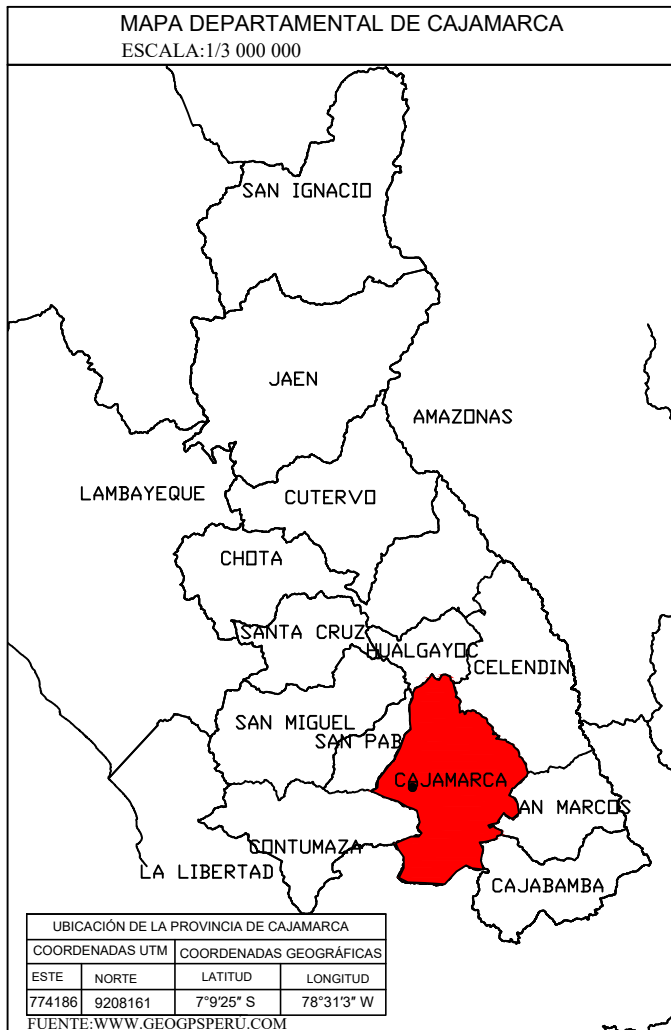 MAPA DEPARTAMENTAL DE CAJAMARCA
ESCALA:1/3 000 000
SAN IGNACIO
JAEN
AMAZONAS
LAMBAYEQUE
CUTERVO
CHOTA
SANTA CRUZ
HUALGAYOC
CELENDIN
SAN MIGUEL
SAN PAB
CAJAMARCA
AN MARCOS
CONTUMAZA
LA LIBERTAD
CAJABAMBA
UBICACIÓN DE LA PROVINCIA DE CAJAMARCA
COORDENADAS UTM COORDENADAS GEOGRÁFICAS
ESTE NORTE LATITUD LONGITUD
774186 9208161 7°9'25" S 78°31'3" W
FUENTE:WWW.GEOGPSPERÚ.COM